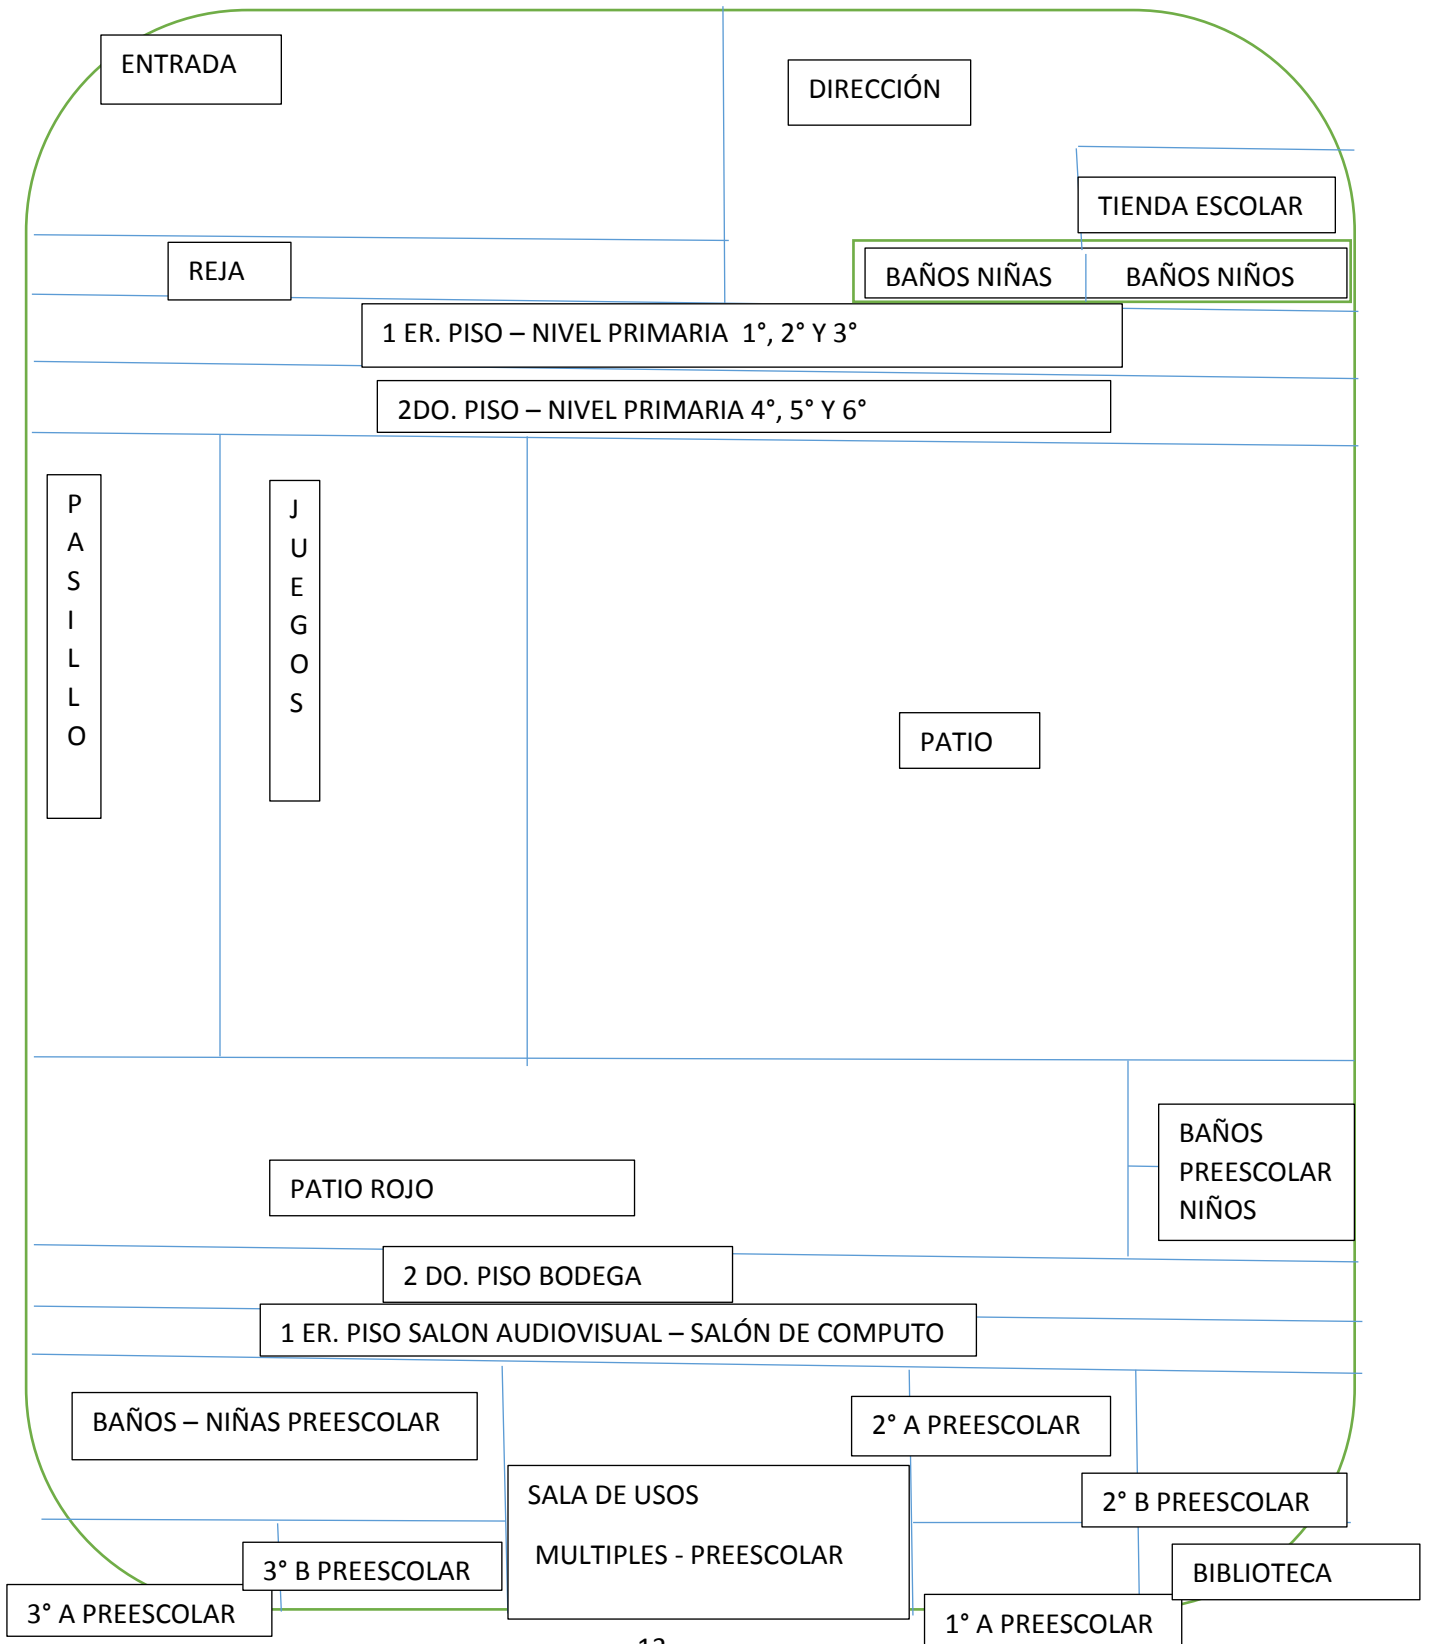 ENTRADA
DIRECCIÓN
TIENDA ESCOLAR
REJA
BAÑOS NIÑAS BAÑOS NIÑOS
1 ER. PISO – NIVEL PRIMARIA 1°, 2° Y 3°
2DO. PISO – NIVEL PRIMARIA 4°, 5° Y 6°
P
A
S
I
L
L
O
J
U
E
G
O
S
PATIO
BAÑOS
PREESCOLAR
NIÑOS
PATIO ROJO
2 DO. PISO BODEGA
1 ER. PISO SALON AUDIOVISUAL – SALÓN DE COMPUTO
BAÑOS – NIÑAS PREESCOLAR
2° A PREESCOLAR
SALA DE USOS
MULTIPLES - PREESCOLAR
2° B PREESCOLAR
3° B PREESCOLAR
BIBLIOTECA
3° A PREESCOLAR
1° A PREESCOLAR